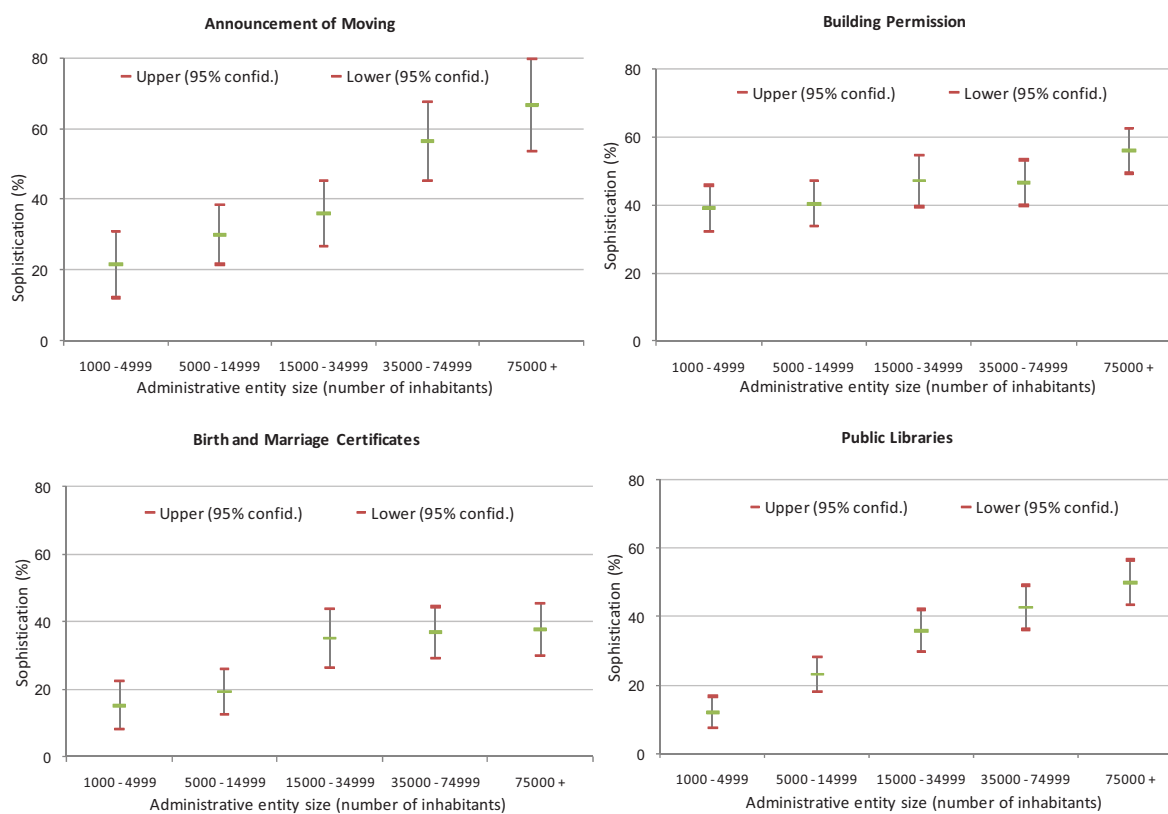 Announcement of Moving
Upper (95% confid.) Lower (95% confid.)
Sophistication (%)
80
60
40
20
0
1000 - 4999 5000 - 14999 15000 - 34999 35000 - 74999 75000 +
Administrative entity size (number of inhabitants)
Building Permission
Upper (95% confid.) Lower (95% confid.)
Sophistication (%)
80
60
40
20
0
1000 - 4999 5000 - 14999 15000 - 34999 35000 - 74999 75000 +
Administrative entity size (number of inhabitants)
Birth and Marriage Certificates
Upper (95% confid.) Lower (95% confid.)
Sophistication (%)
80
60
40
20
0
1000 - 4999 5000 - 14999 15000 - 34999 35000 - 74999 75000 +
Administrative entity size (number of inhabitants)
Public Libraries
Upper (95% confid.) Lower (95% confid.)
Sophistication (%)
80
60
40
20
0
1000 - 4999 5000 - 14999 15000 - 34999 35000 - 74999 75000 +
Administrative entity size (number of inhabitants)